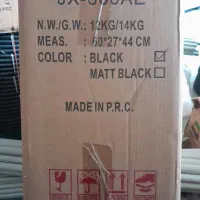 N.W./G.W.: 12KG/14KG
MEAS. : 60*27*44 CM
COLOR : BLACK
MATT BLACK
MADE IN P.R.C.